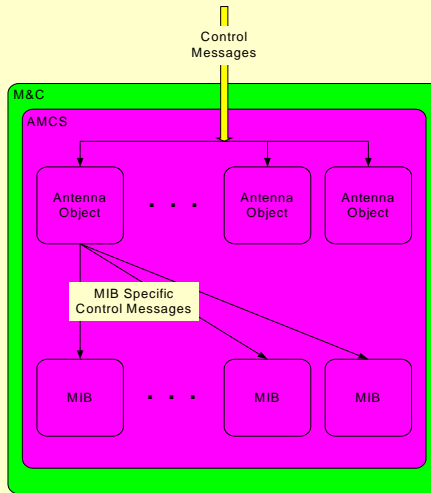 Control
Messages
M&C
AMCS
Antenna
Object
. . .
Antenna
Object
Antenna
Object
MIB Specific
Control Messages
MIB
. . .
MIB
MIB